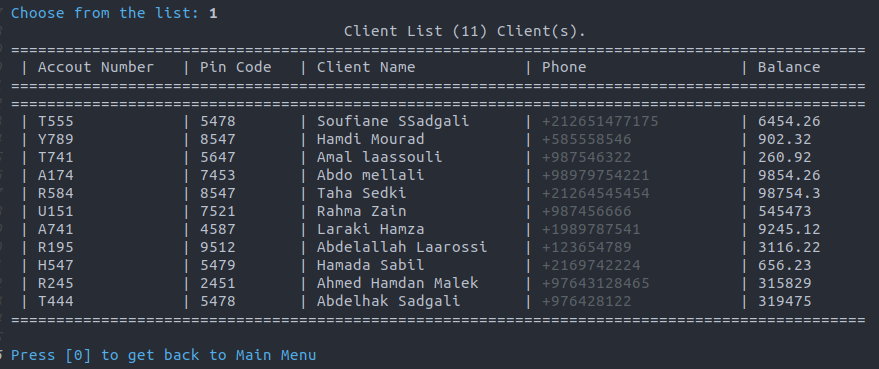 Choose from the list: 1
Client List (11) Client(s).
===============================================================================================
| Accout Number | Pin Code | Client Name | Phone | Balance
===============================================================================================
===============================================================================================
| T555 | 5478 | Soufiane SSadgali | +212651477175 | 6454.26
| Y789 | 8547 | Hamdi Mourad | +585558546 | 902.32
| T741 | 5647 | Amal laassouli | +987546322 | 260.92
| A174 | 7453 | Abdo mellali | +98979754221 | 9854.26
| R584 | 8547 | Taha Sedki | +21264545454 | 98754.3
| U151 | 7521 | Rahma Zain | +987456666 | 545473
| A741 | 4587 | Laraki Hamza | +1989787541 | 9245.12
| R195 | 9512 | Abdelallah Laarossi | +123654789 | 3116.22
| H547 | 5479 | Hamada Sabil | +2169742224 | 656.23
| R245 | 2451 | Ahmed Hamdan Malek | +97643128465 | 315829
| T444 | 5478 | Abdelhak Sadgali | +976428122 | 319475
===============================================================================================
Press [0] to get back to Main Menu